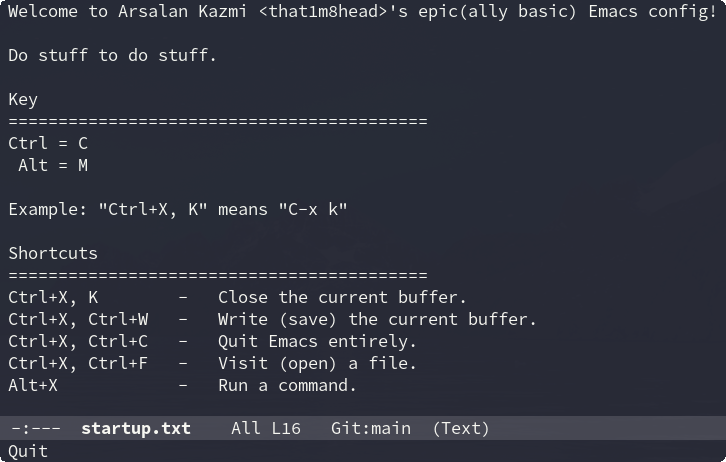 Welcome to Arsalan Kazmi <that1m8head>'s epic(ally basic) Emacs config!
Do stuff to do stuff.
Key
==========================================
Ctrl = C
 Alt = M
Example: "Ctrl+X, K" means "C-x k"
Shortcuts
==========================================
Ctrl+X, K        -   Close the current buffer.
Ctrl+X, Ctrl+W   -   Write (save) the current buffer.
Ctrl+X, Ctrl+C   -   Quit Emacs entirely.
Ctrl+X, Ctrl+F   -   Visit (open) a file.
Alt+X            -   Run a command.
-:---  startup.txt    All L16   Git:main  (Text)
Quit